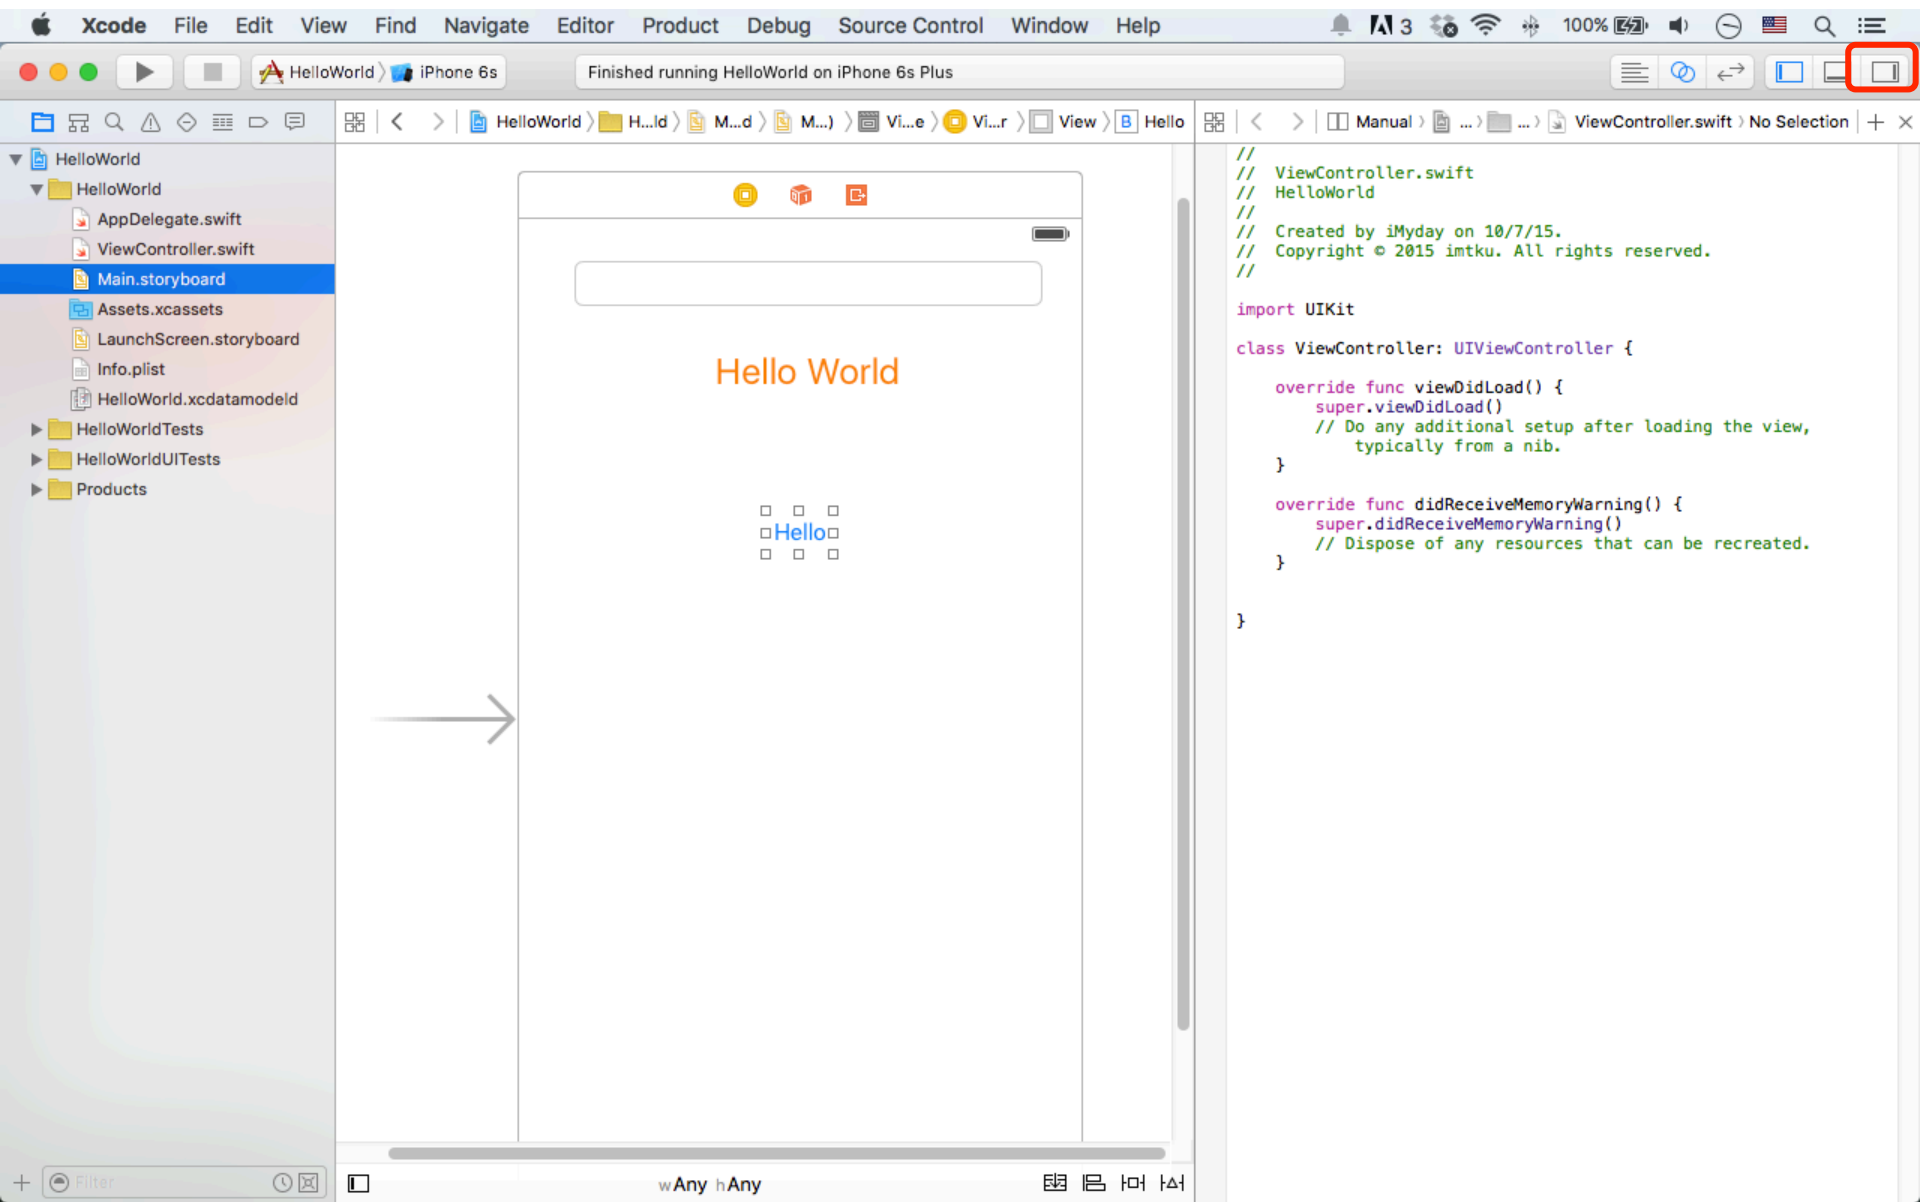 Xcode File Edit View Find Navigate Editor Product Debug Source Control Window Help 3 100%
HelloWorld iPhone 6s Finished running HelloWorld on iPhone 6s Plus
HelloWorld H...ld M...d M...) Vi...e Vi...r View B Hello
Manual ... ... ViewController.swift No Selection
HelloWorld
HelloWorld
AppDelegate.swift
ViewController.swift
Main.storyboard
Assets.xcassets
LaunchScreen.storyboard
Info.plist
HelloWorld.xcdatamodeld
HelloWorldTests
HelloWorldUITests
Products
Filter
Hello World
Hello
wAny hAny
//
// ViewController.swift
// HelloWorld
//
// Created by iMyday on 10/7/15.
// Copyright © 2015 imtku. All rights reserved.
//
import UIKit
class ViewController: UIViewController {
override func viewDidLoad() {
super.viewDidLoad()
// Do any additional setup after loading the view,
typically from a nib.
}
override func didReceiveMemoryWarning() {
super.didReceiveMemoryWarning()
// Dispose of any resources that can be recreated.
}
}